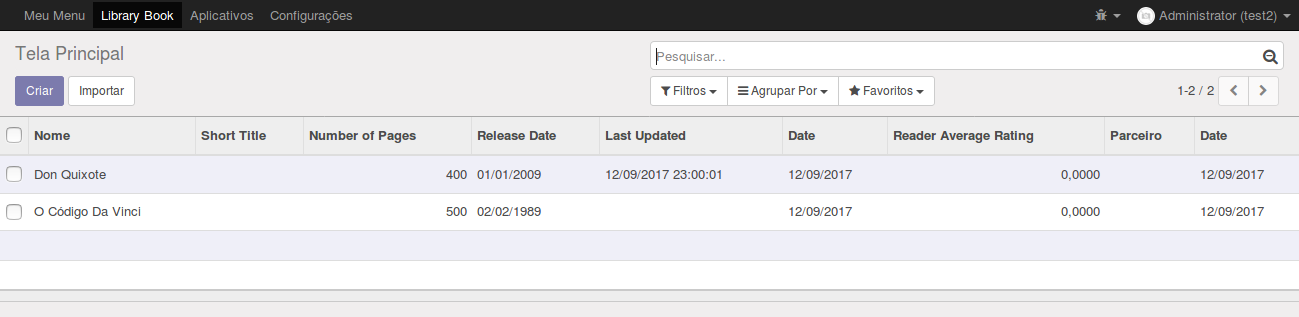 Meu Menu Library Book Aplicativos Configurações Administrator (test2)
Tela Principal Pesquisar...
Criar Importar Filtros Agrupar Por Favoritos 1-2 / 2
Nome Short Title Number of Pages Release Date Last Updated Date Reader Average Rating Parceiro Date
Don Quixote 400 01/01/2009 12/09/2017 23:00:01 12/09/2017 0,0000 12/09/2017
O Código Da Vinci 500 02/02/1989 12/09/2017 0,0000 12/09/2017